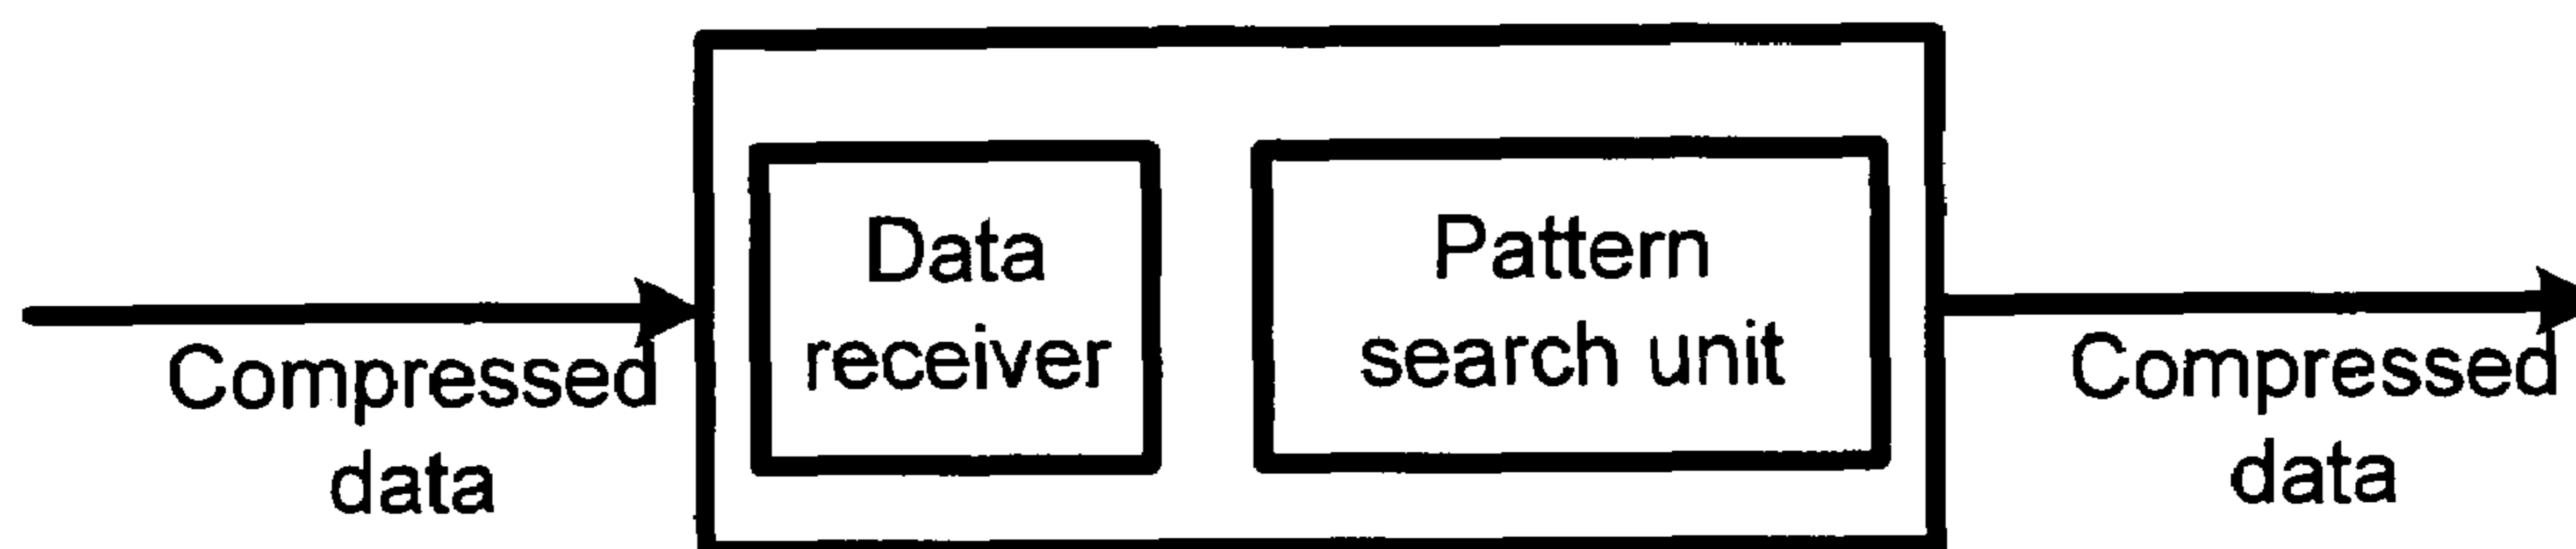 Compressed
data
Data
receiver
Pattern
search unit
Compressed
data